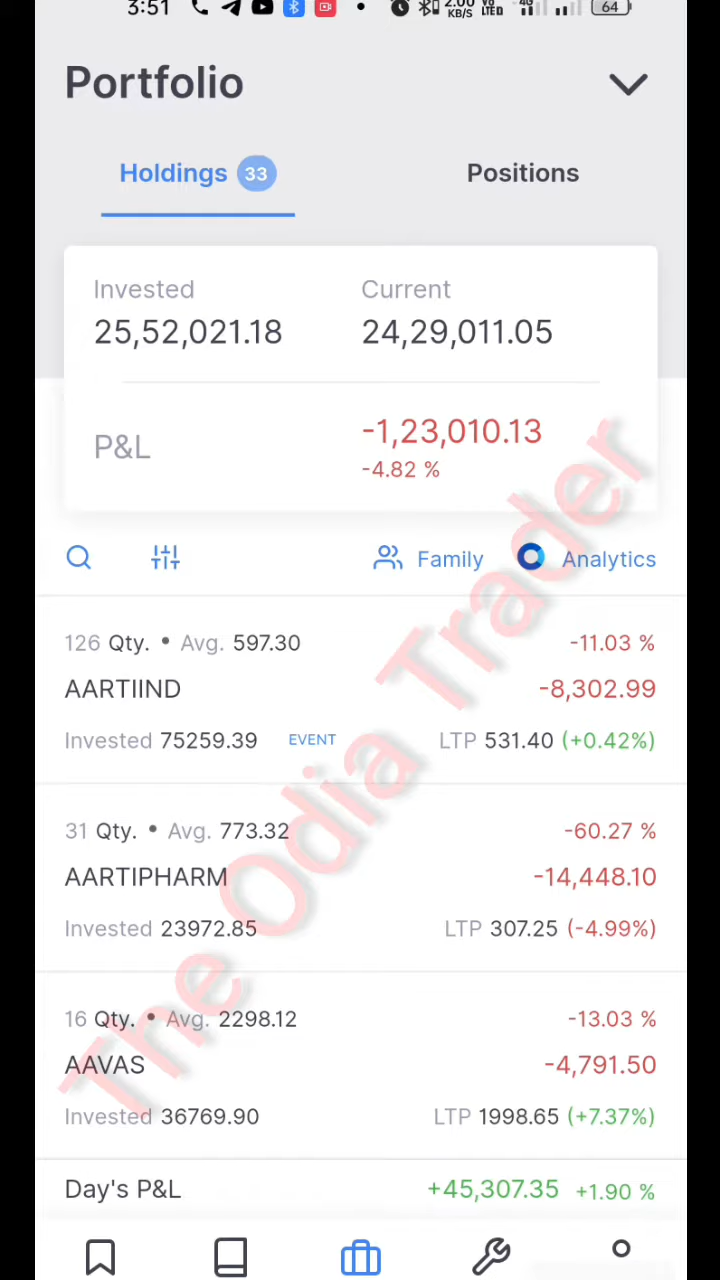 3:51 2.00 KB/S VoLTED 4G 64
Portfolio
Holdings 33 Positions
Invested Current
25,52,021.18 24,29,011.05
P&L -1,23,010.13
-4.82 %
Family Analytics
126 Qty. • Avg. 597.30 -11.03 %
AARTIIND -8,302.99
Invested 75259.39 EVENT LTP 531.40 (+0.42%)
31 Qty. • Avg. 773.32 -60.27 %
AARTIPHARM -14,448.10
Invested 23972.85 LTP 307.25 (-4.99%)
16 Qty. • Avg. 2298.12 -13.03 %
AAVAS -4,791.50
Invested 36769.90 LTP 1998.65 (+7.37%)
Day's P&L +45,307.35 +1.90 %
The Odia Trader